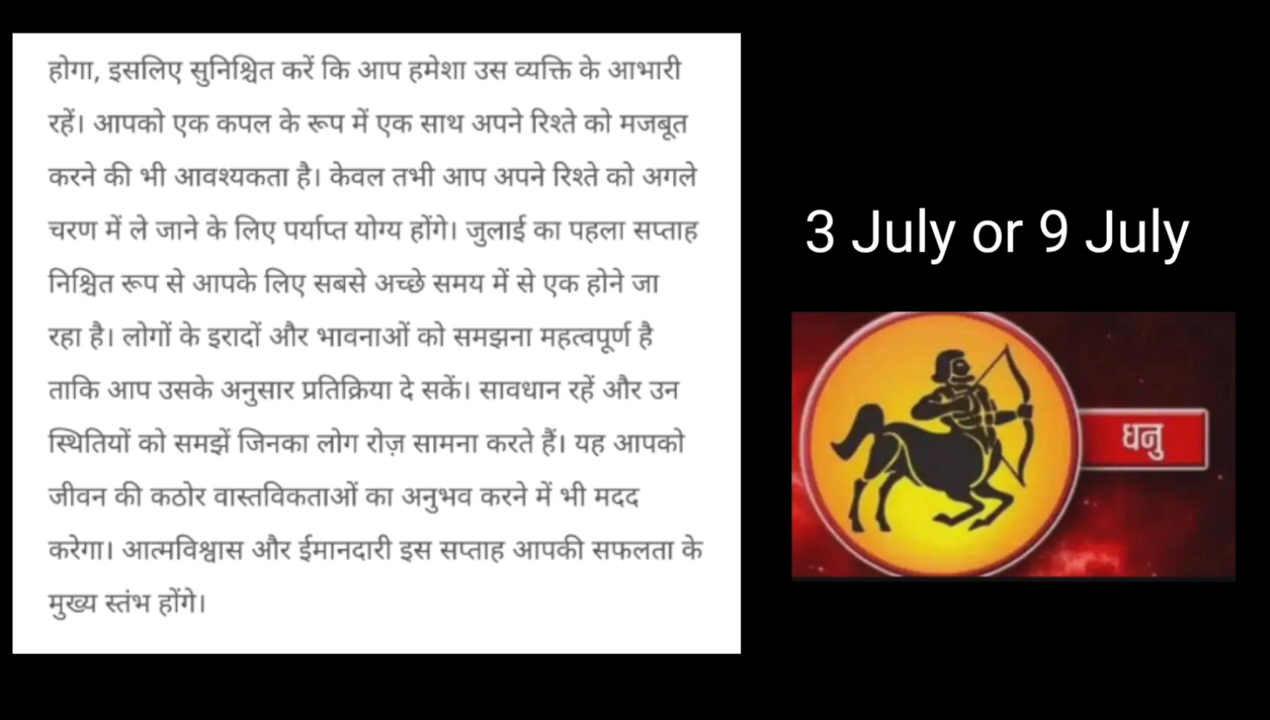 होगा, इसलिए सुनिश्चित करें कि आप हमेशा उस व्यक्ति के आभारी
रहें। आपको एक कपल के रूप में एक साथ अपने रिश्ते को मजबूत
करने की भी आवश्यकता है। केवल तभी आप अपने रिश्ते को अगले
चरण में ले जाने के लिए पर्याप्त योग्य होंगे। जुलाई का पहला सप्ताह
निश्चित रूप से आपके लिए सबसे अच्छे समय में से एक होने जा
रहा है। लोगों के इरादों और भावनाओं को समझना महत्वपूर्ण है
ताकि आप उसके अनुसार प्रतिक्रिया दे सकें। सावधान रहें और उन
स्थितियों को समझें जिनका लोग रोज़ सामना करते हैं। यह आपको
जीवन की कठोर वास्तविकताओं का अनुभव करने में भी मदद
करेगा। आत्मविश्वास और ईमानदारी इस सप्ताह आपकी सफलता के
मुख्य स्तंभ होंगे।
3 July or 9 July
धनु